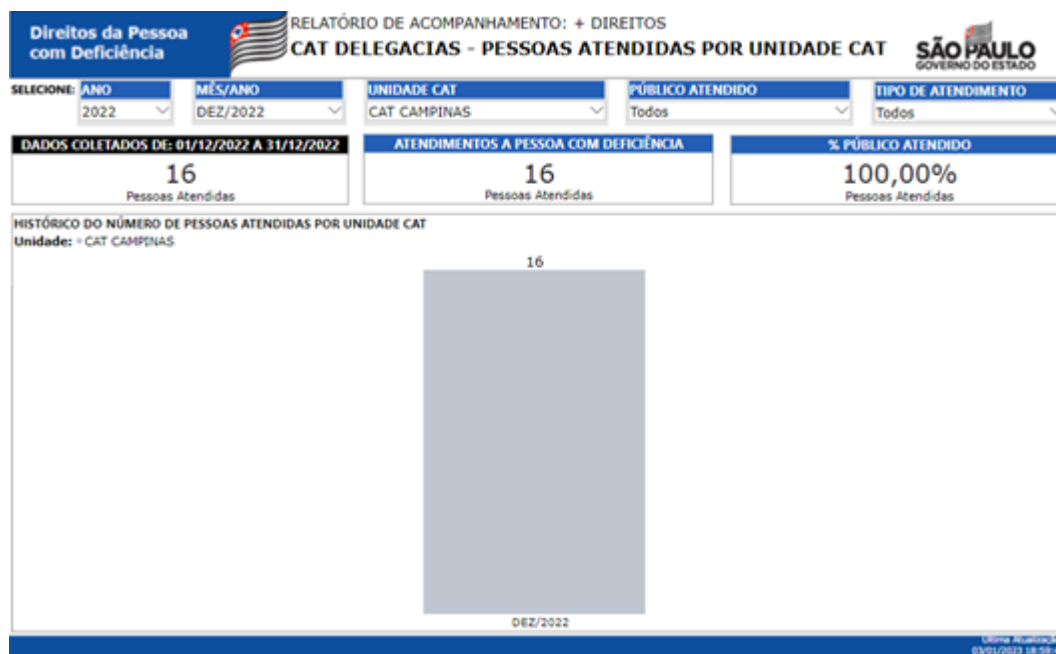 Direitos da Pessoa
com Deficiência
RELATÓRIO DE ACOMPANHAMENTO: + DIREITOS
CAT DELEGACIAS - PESSOAS ATENDIDAS POR UNIDADE CAT
SÃO PAULO
GOVERNO DO ESTADO
SELECIONE: ANO MÊS/ANO UNIDADE CAT PÚBLICO ATENDIDO TIPO DE ATENDIMENTO
2022 DEZ/2022 CAT CAMPINAS Todos Todos
DADOS COLETADOS DE: 01/12/2022 A 31/12/2022 ATENDIMENTOS A PESSOA COM DEFICIÊNCIA % PÚBLICO ATENDIDO
16 16 100,00%
Pessoas Atendidas Pessoas Atendidas Pessoas Atendidas
HISTÓRICO DO NÚMERO DE PESSOAS ATENDIDAS POR UNIDADE CAT
Unidade: CAT CAMPINAS
16
DEZ/2022
Última
03/01/2023 18:59